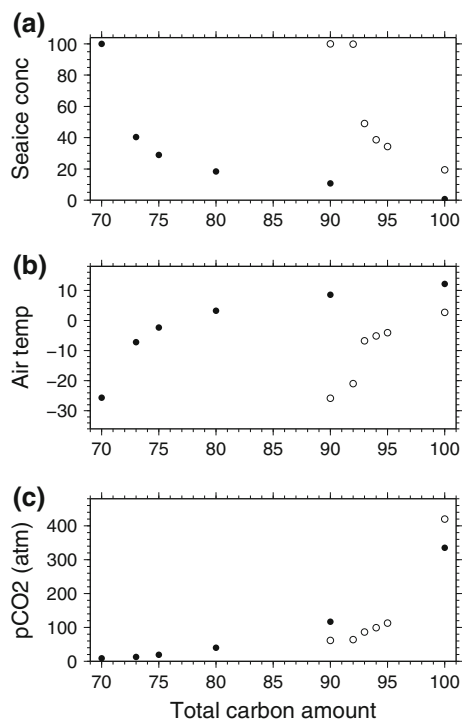 (a)
Seaice conc
100
80
60
40
20
0
70 75 80 85 90 95 100
(b)
Air temp
10
0
−10
−20
−30
70 75 80 85 90 95 100
(c)
pCO2 (atm)
400
300
200
100
0
70 75 80 85 90 95 100
Total carbon amount